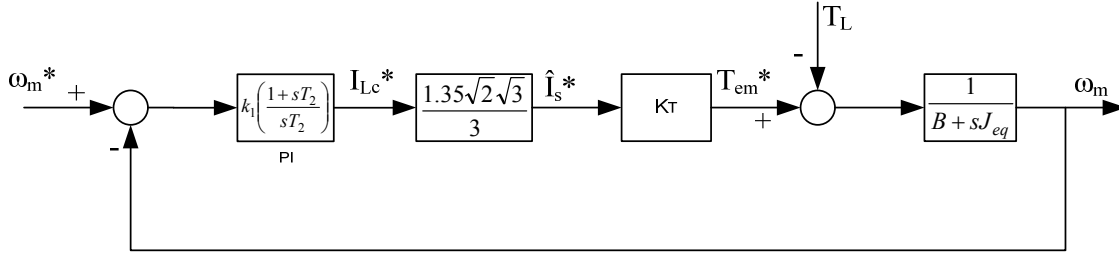 T_L
-
ω_m*
+
k_1((1+sT_2)/(sT_2))
PI
I_Lc*
1.35√2√3/3
Î_s*
K_T
T_em*
+
1/(B+sJ_eq)
ω_m
-